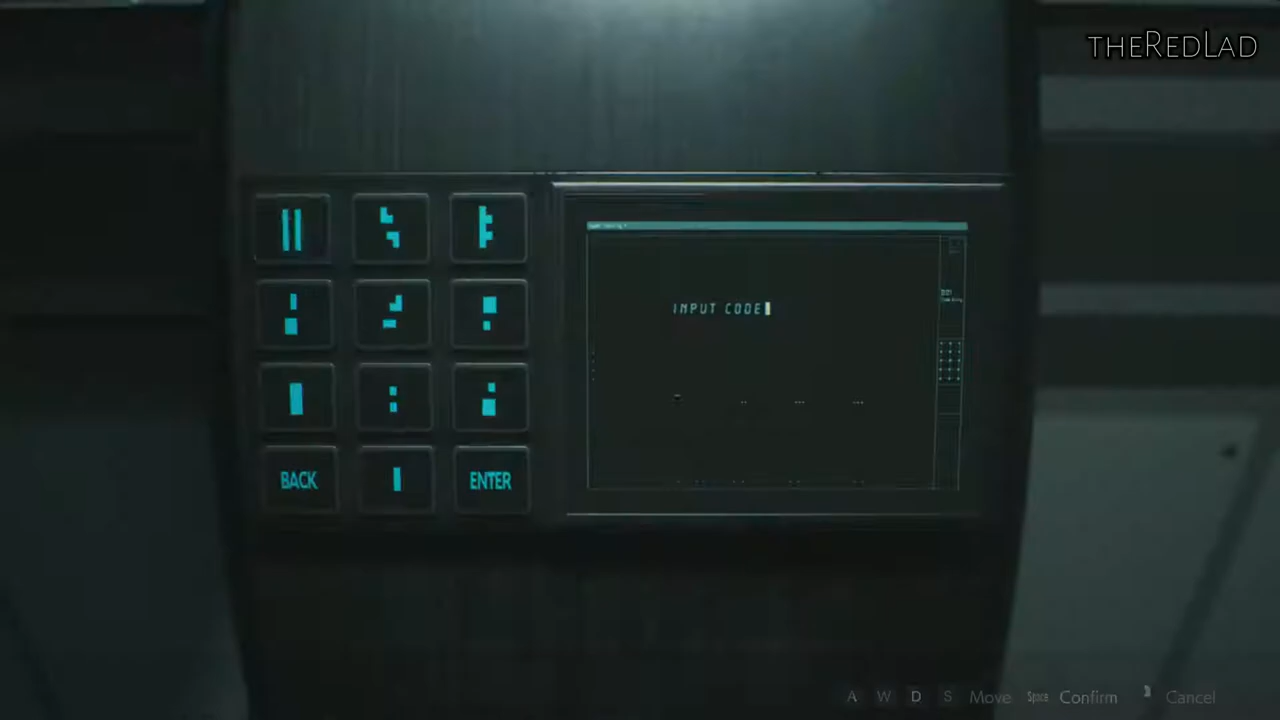 THEREDLAD
INPUT CODE
BACK
ENTER
A W D S Move Space Confirm Cancel